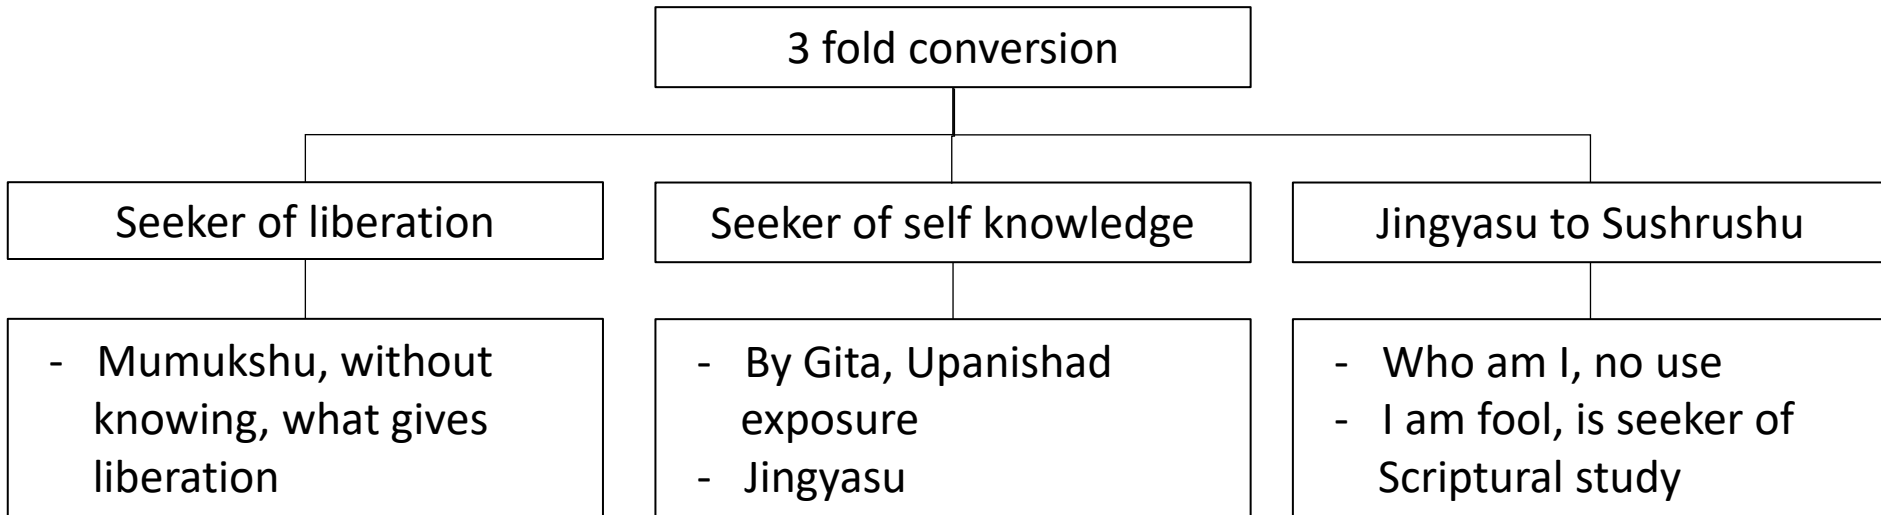 3 fold conversion
Seeker of liberation
Seeker of self knowledge
Jingyasu to Sushrushu
- Mumukshu, without
knowing, what gives
liberation
- By Gita, Upanishad
exposure
- Jingyasu
- Who am I, no use
- I am fool, is seeker of
Scriptural study